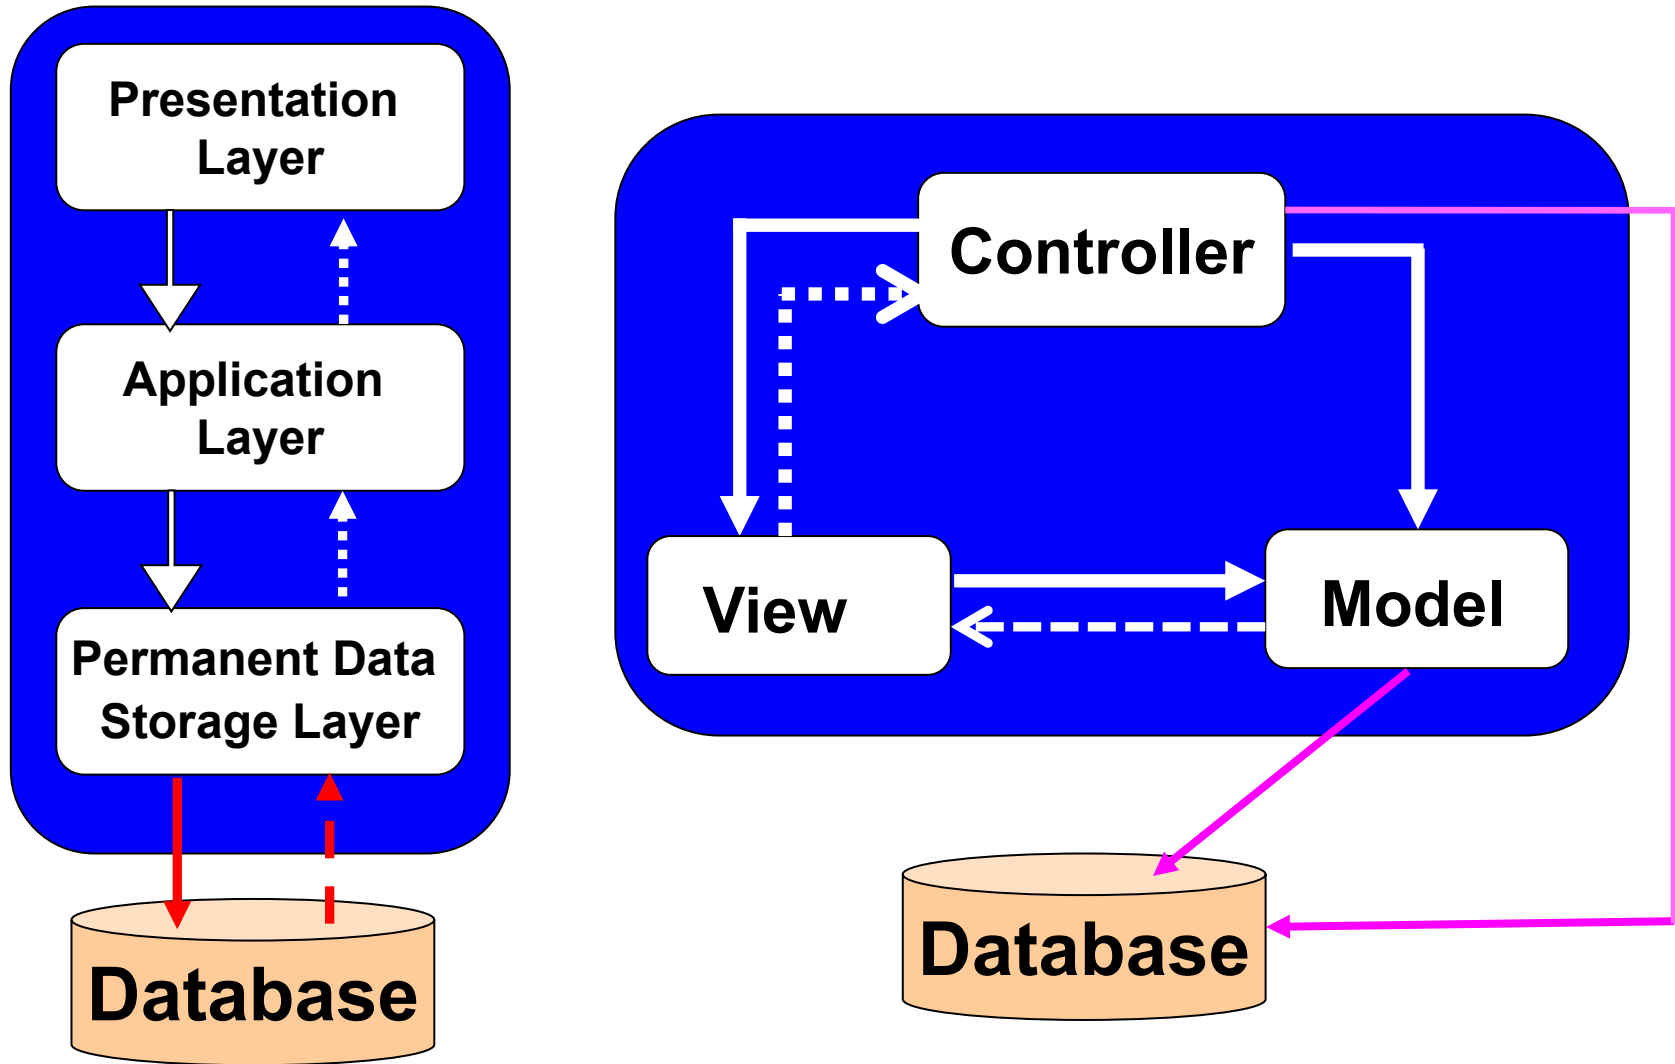 Presentation
Layer
Application
Layer
Permanent Data
Storage Layer
Database
Controller
View
Model
Database